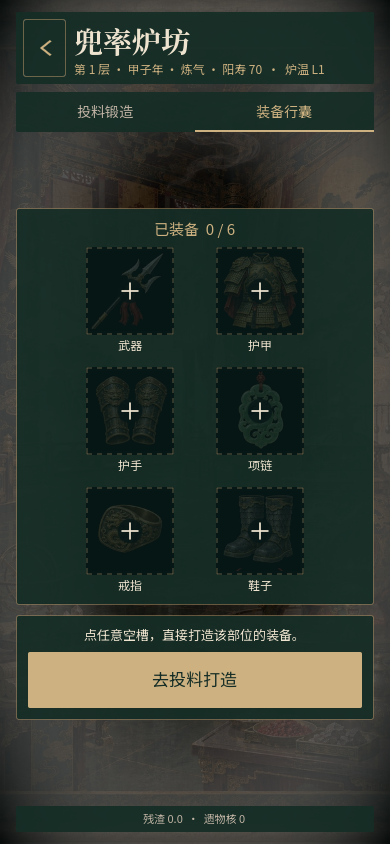 兜率炉坊
第 1 层 • 甲子年 • 炼气 • 阳寿 70 • 炉温 L1
投料锻造
装备行囊
已装备 0 / 6
武器
护甲
护手
项链
戒指
鞋子
点任意空槽，直接打造该部位的装备。
去投料打造
残渣 0.0 • 遗物核 0